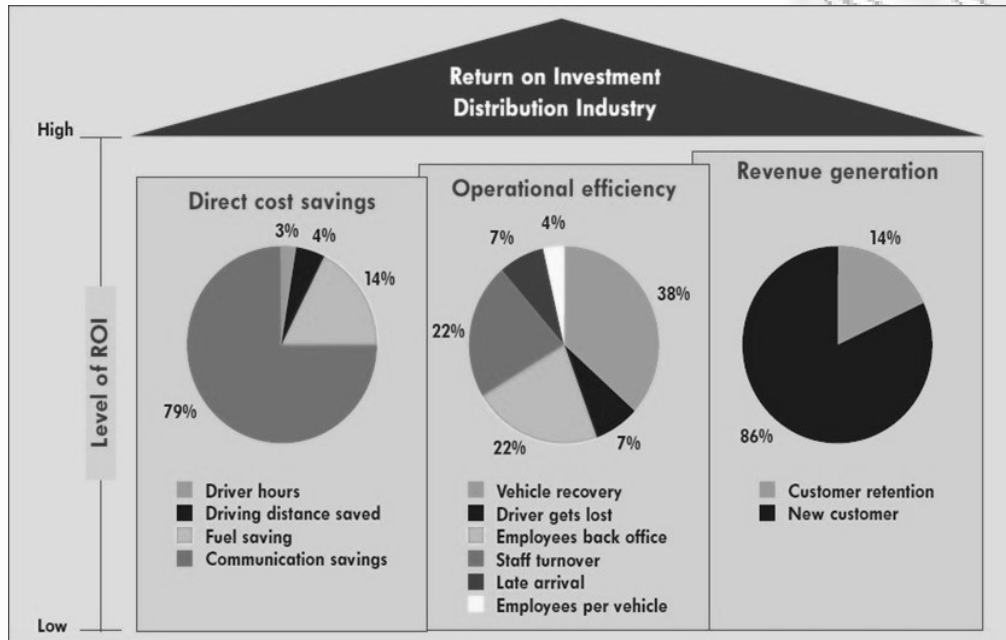 Return on Investment
Distribution Industry
High
Level of ROI
Low
Direct cost savings
3%
4%
14%
79%
Driver hours
Driving distance saved
Fuel saving
Communication savings
Operational efficiency
4%
7%
38%
22%
22%
7%
Vehicle recovery
Driver gets lost
Employees back office
Staff turnover
Late arrival
Employees per vehicle
Revenue generation
14%
86%
Customer retention
New customer